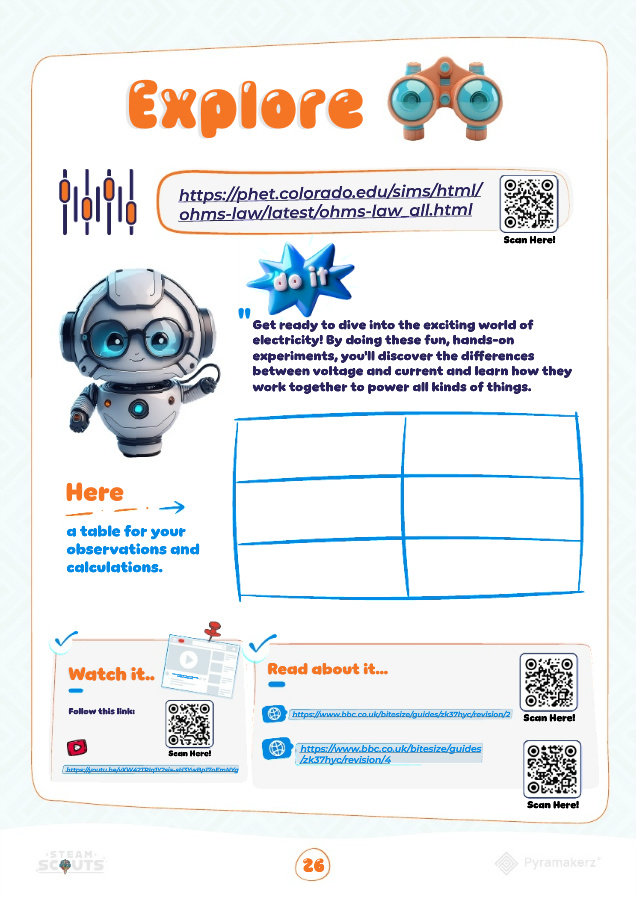 Explore
https://phet.colorado.edu/sims/html/
ohms-law/latest/ohms-law_all.html
Scan Here!
do it
"
Get ready to dive into the exciting world of
electricity! By doing these fun, hands-on
experiments, you'll discover the differences
between voltage and current and learn how they
work together to power all kinds of things.
Here
a table for your
observations and
calculations.
Watch it..
Follow this link:
Scan Here!
Read about it...
https://www.bbc.co.uk/bitesize/guides/zk37hyc/revision/2
Scan Here!
https://www.bbc.co.uk/bitesize/guides
/zk37hyc/revision/4
Scan Here!
STEAM
SCOUTS
26
Pyramakerz